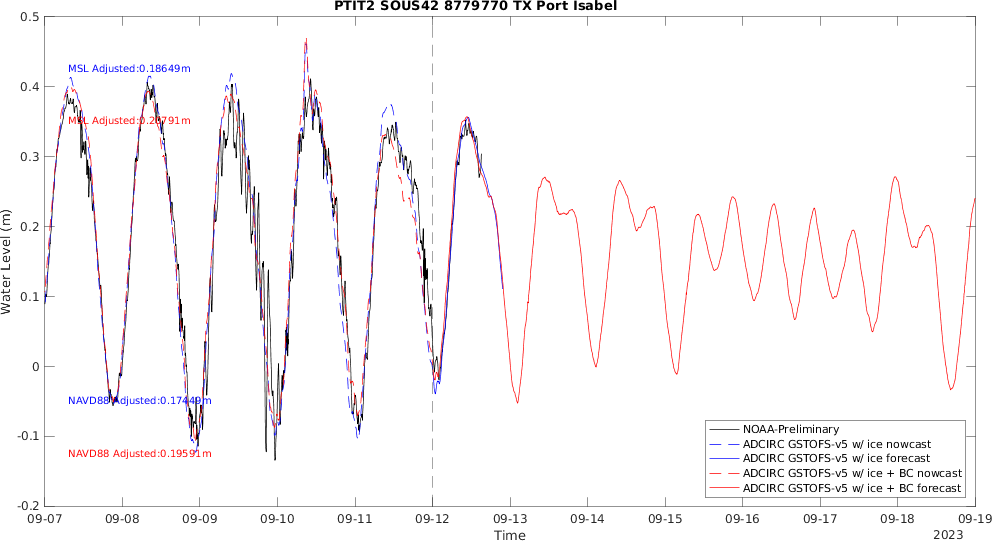 PTIT2 SOUS42 8779770 TX Port Isabel
0.5
0.4
0.3
0.2
0.1
0
-0.1
-0.2
Water Level (m)
MSL Adjusted:0.18649m
MSL Adjusted:0.20791m
NAVD88 Adjusted:0.17449m
NAVD88 Adjusted:0.19591m
NOAA-Preliminary
ADCIRC GSTOFS-v5 w/ ice nowcast
ADCIRC GSTOFS-v5 w/ ice forecast
ADCIRC GSTOFS-v5 w/ ice + BC nowcast
ADCIRC GSTOFS-v5 w/ ice + BC forecast
09-07 09-08 09-09 09-10 09-11 09-12 09-13 09-14 09-15 09-16 09-17 09-18 09-19
Time
2023